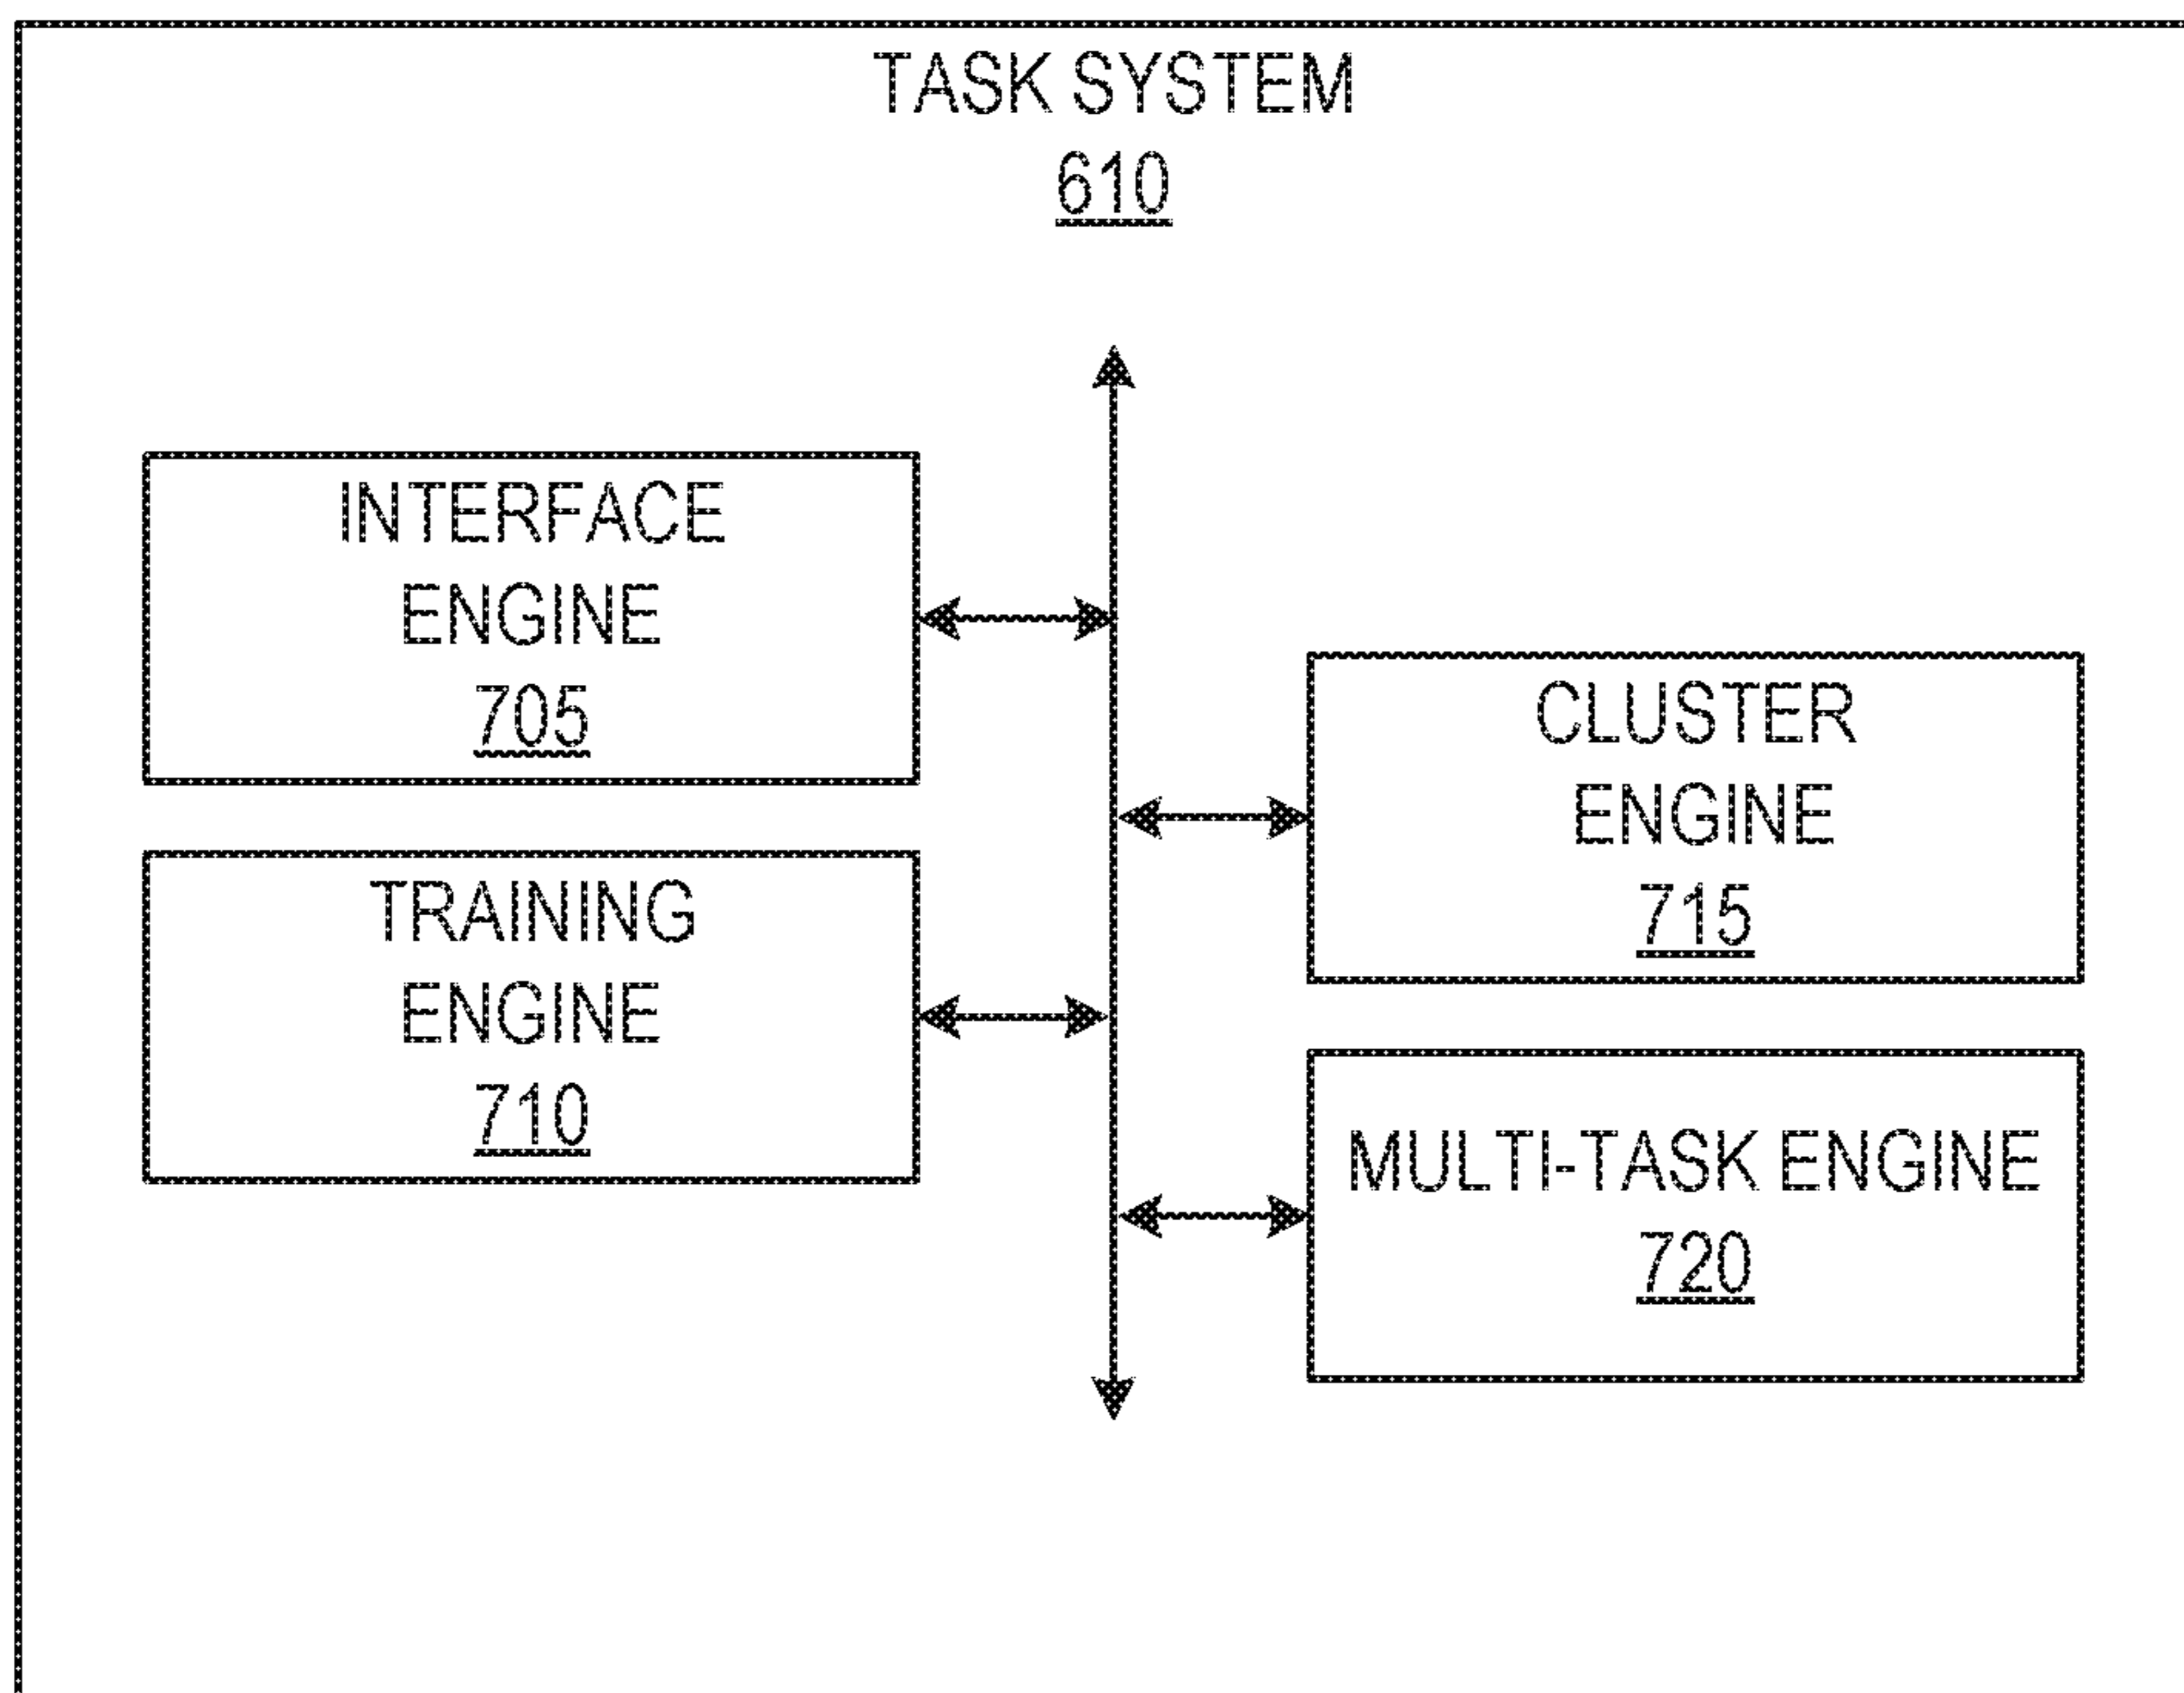 TASK SYSTEM
610
INTERFACE
ENGINE
705
TRAINING
ENGINE
710
CLUSTER
ENGINE
715
MULTI-TASK ENGINE
720